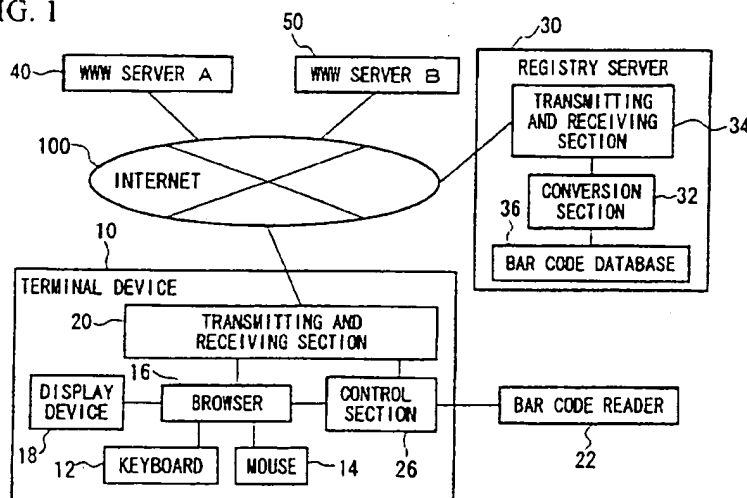 IG. 1
40
WWW SERVER A
50
WWW SERVER B
30
REGISTRY SERVER
TRANSMITTING
AND RECEIVING
SECTION
34
CONVERSION
SECTION
32
36
BAR CODE DATABASE
100
INTERNET
10
TERMINAL DEVICE
20
TRANSMITTING AND
RECEIVING SECTION
16
DISPLAY
DEVICE
18
BROWSER
CONTROL
SECTION
26
BAR CODE READER
22
12
KEYBOARD
MOUSE
14